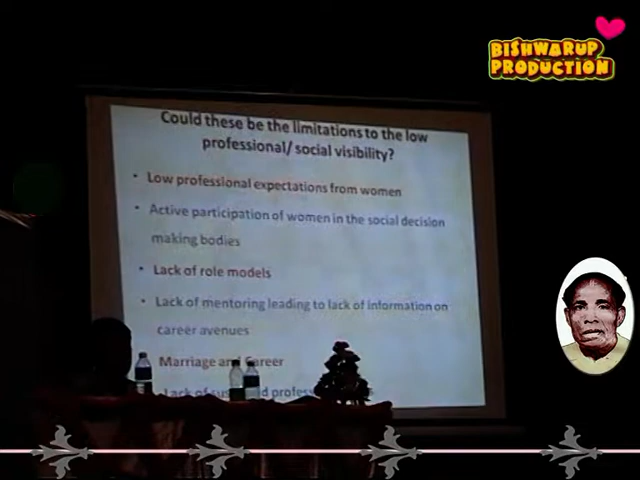 BISHWARUP
PRODUCTION
Could these be the limitations to the low
professional/ social visibility?
• Low professional expectations from women
• Active participation of women in the social decision
making bodies
• Lack of role models
• Lack of mentoring leading to lack of information on
career avenues
Marriage and Career
Lack of